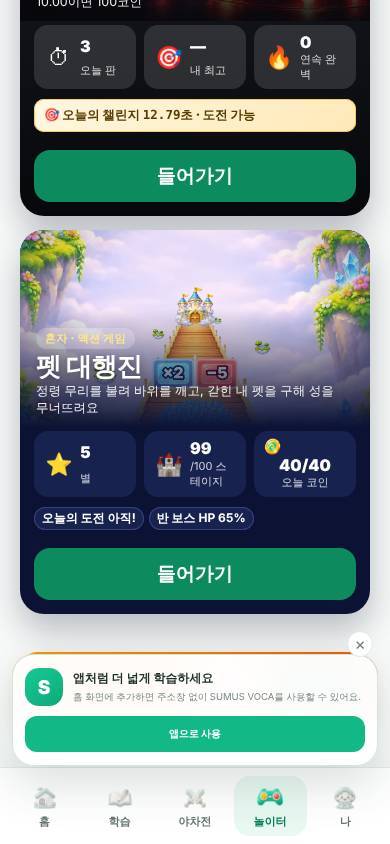 10.00이면 100코인
3
오늘 판
—
내 최고
0
연속 완
벽
오늘의 챌린지 12.79초 · 도전 가능
들어가기
혼자 · 액션 게임
×2
−5
펫 대행진
정령 무리를 불려 바위를 깨고, 갇힌 내 펫을 구해 성을
무너뜨려요
5
별
99
/100 스
테이지
40/40
오늘 코인
오늘의 도전 아직!
반 보스 HP 65%
들어가기
S
앱처럼 더 넓게 학습하세요
홈 화면에 추가하면 주소창 없이 SUMUS VOCA를 사용할 수 있어요.
앱으로 사용
홈
학습
야차전
놀이터
나